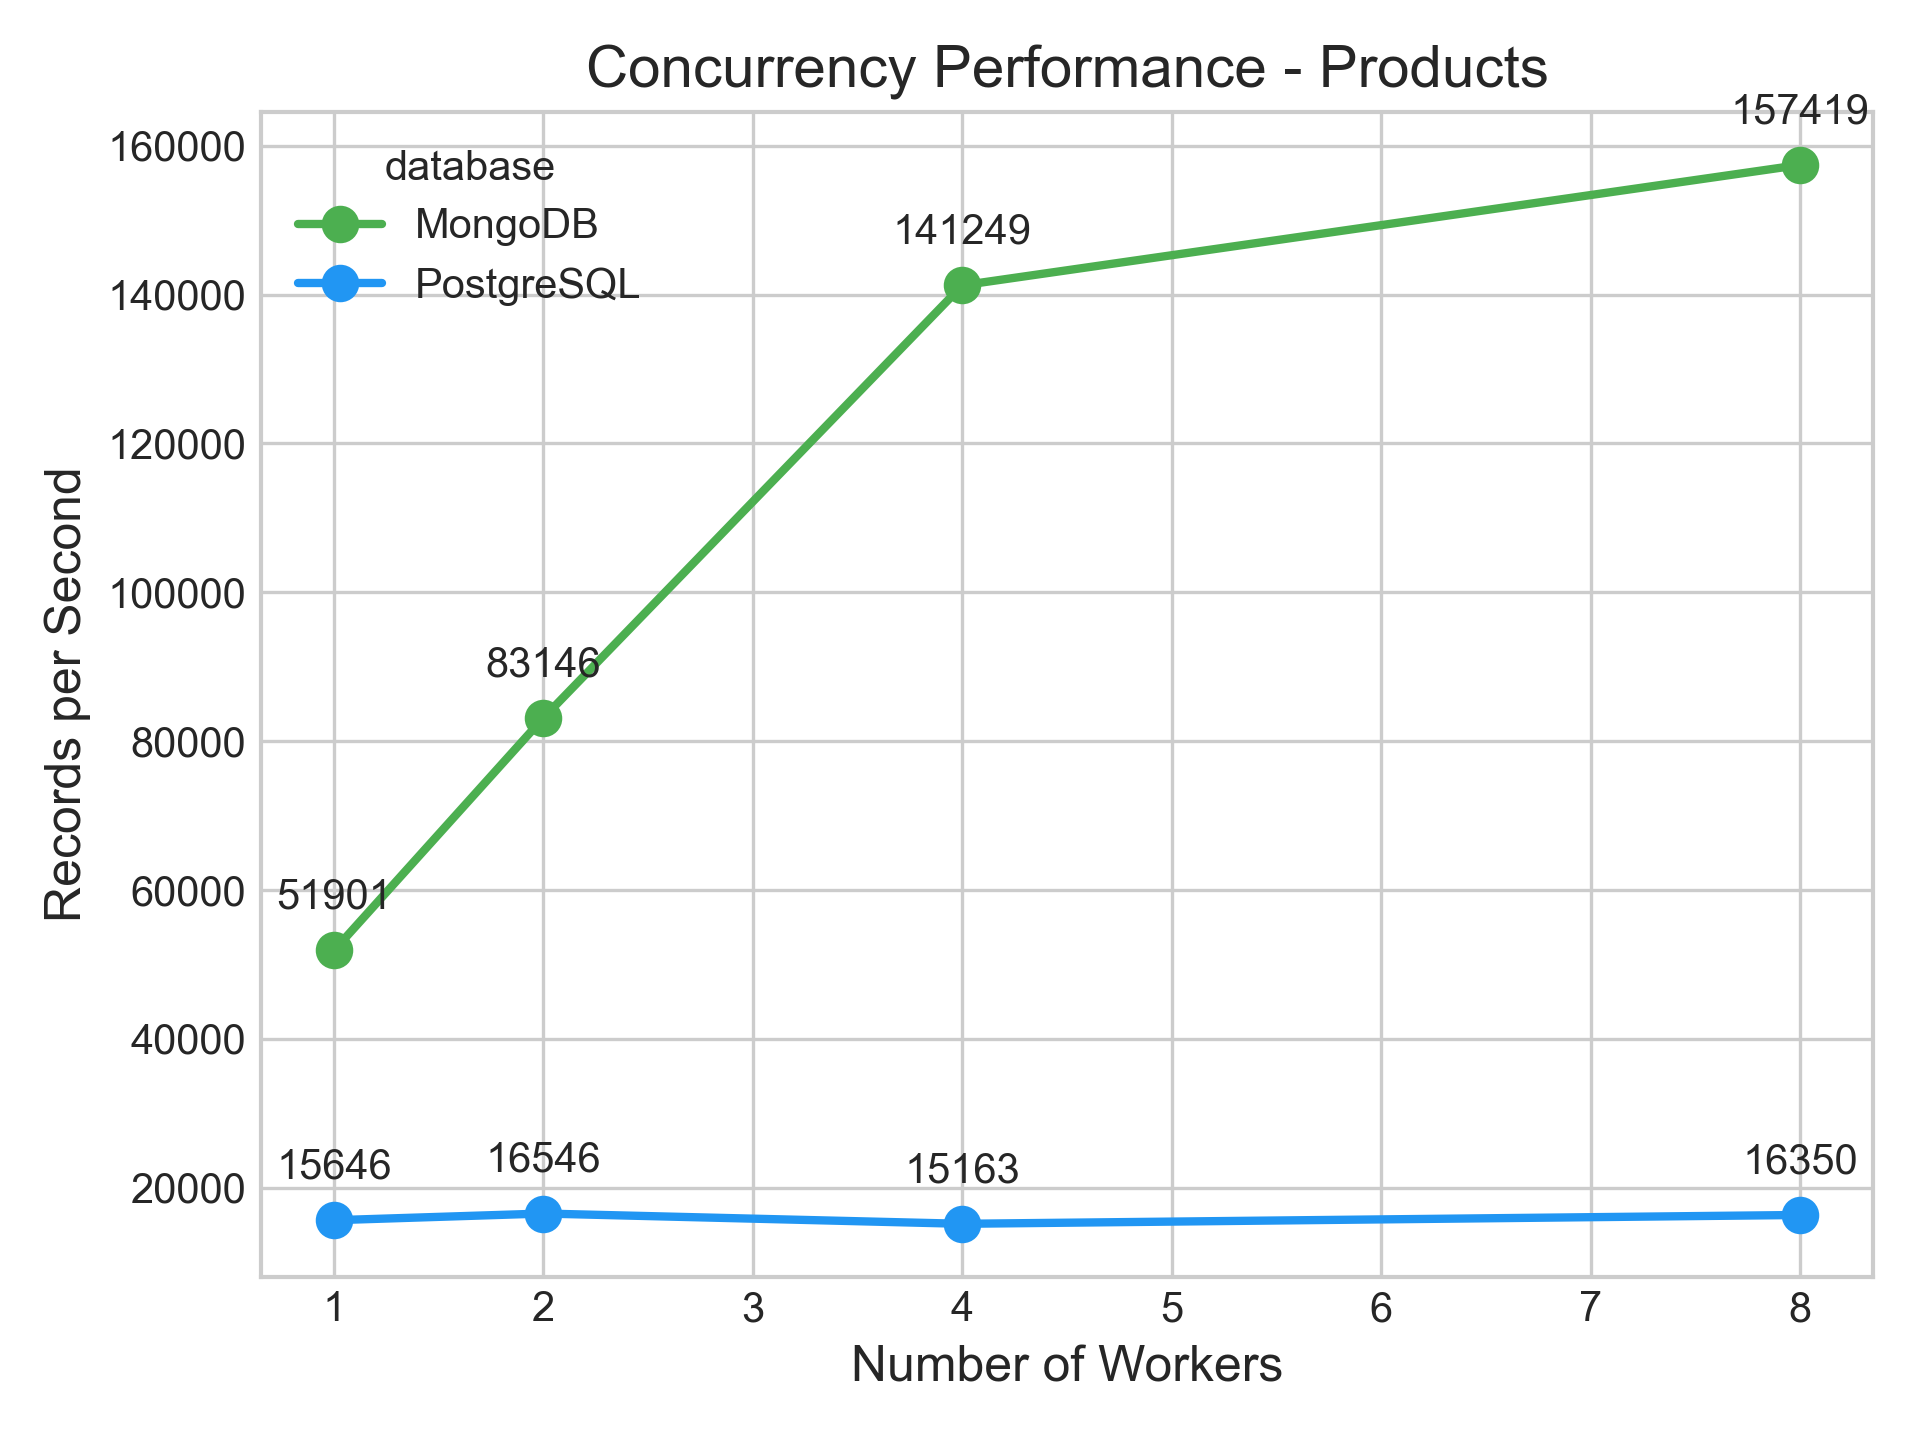 Concurrency Performance - Products
database
MongoDB
PostgreSQL
157419
141249
83146
51901
15646
16546
15163
16350
160000
140000
120000
100000
80000
60000
40000
20000
Records per Second
1 2 3 4 5 6 7 8
Number of Workers